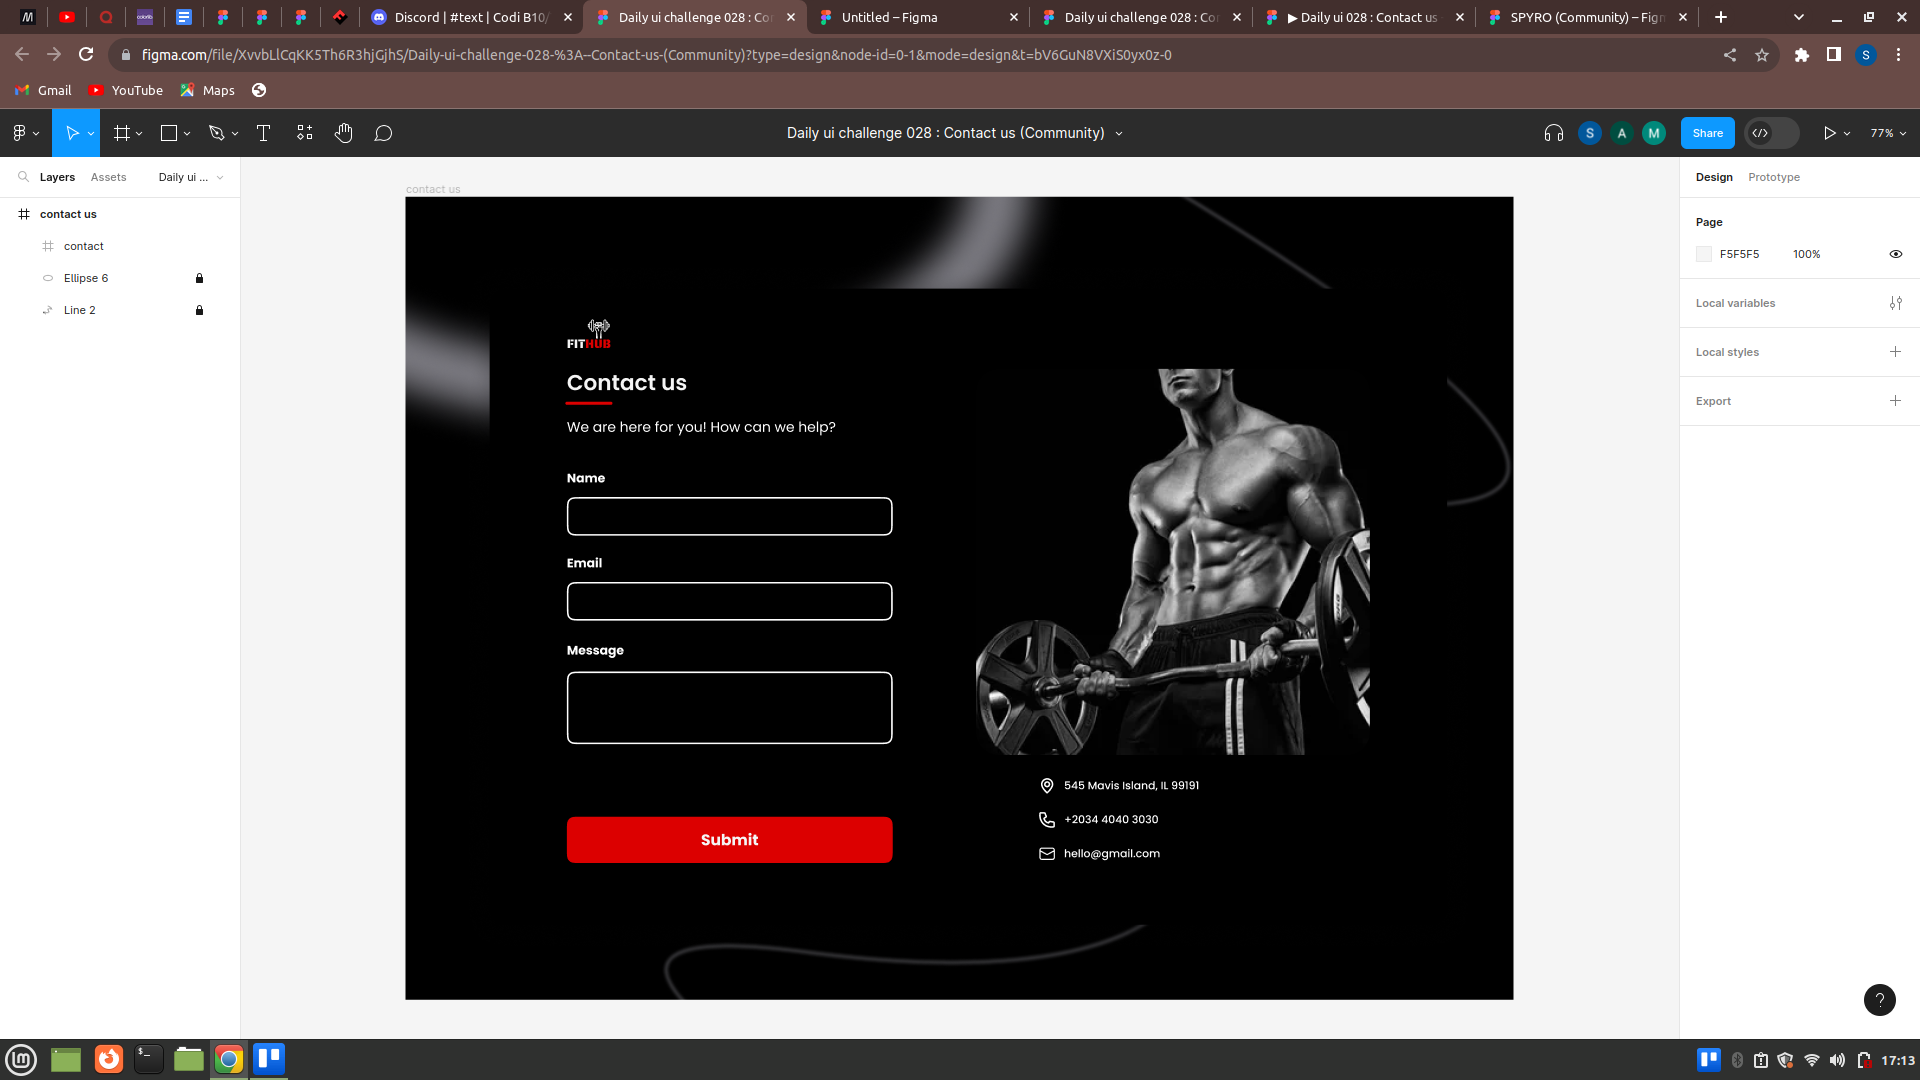 Discord | #text | Codi B10/
Daily ui challenge 028 : Co
Untitled – Figma
Daily ui challenge 028 : Co
▶ Daily ui 028 : Contact us
SPYRO (Community) – Figm
figma.com/file/XvvbLlCqKK5Th6R3hjGjhS/Daily-ui-challenge-028-%3A--Contact-us-(Community)?type=design&node-id=0-1&mode=design&t=bV6GuN8VXiS0yx0z-0
S
Gmail
YouTube
Maps
Daily ui challenge 028 : Contact us (Community)
S
A
M
Share
77%
Layers
Assets
Daily ui ...
contact us
contact
Ellipse 6
Line 2
contact us
FITHUB
Contact us
We are here for you! How can we help?
Name
Email
Message
Submit
545 Mavis Island, IL 99191
+2034 4040 3030
hello@gmail.com
Design
Prototype
Page
F5F5F5
100%
Local variables
Local styles
Export
?
17:13